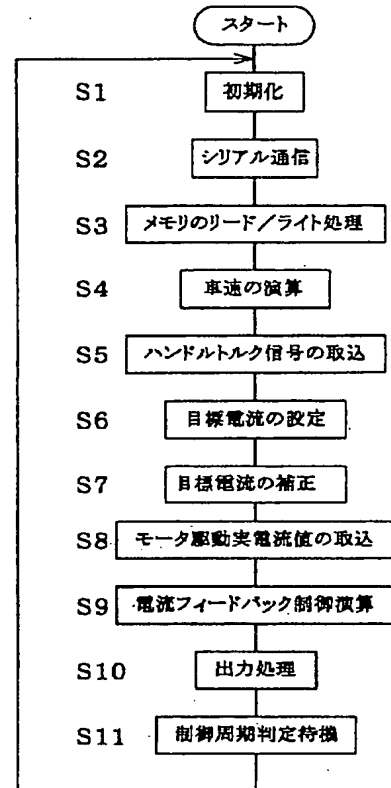 スタート
S1 初期化
S2 シリアル通信
S3 メモリのリード／ライト処理
S4 車速の演算
S5 ハンドルトルク信号の取込
S6 目標電流の設定
S7 目標電流の補正
S8 モータ駆動実電流値の取込
S9 電流フィードバック制御演算
S10 出力処理
S11 制御周期判定待機